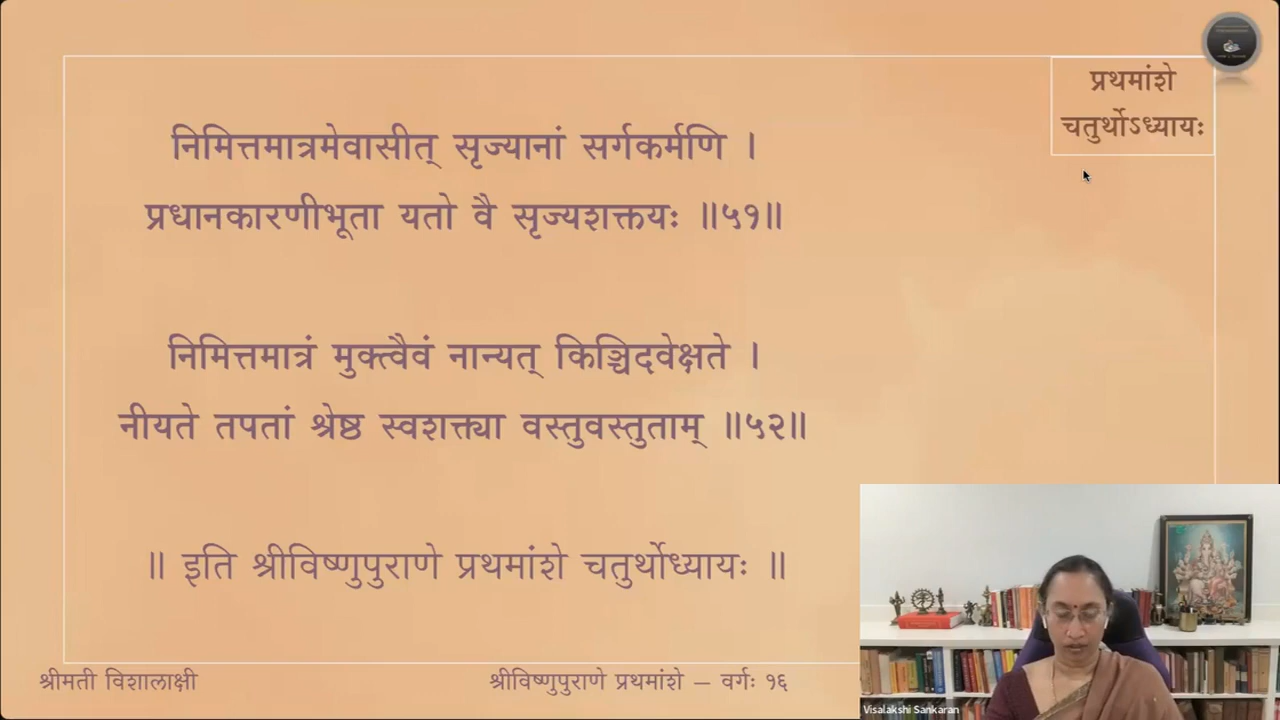 प्रथमांशे
चतुर्थोऽध्यायः
निमित्तमात्रमेवासीत् सृज्यानां सर्गकर्मणि ।
प्रधानकारणीभूता यतो वै सृज्यशक्तयः ॥५१॥
निमित्तमात्रं मुक्त्वैवं नान्यत् किञ्चिदवेक्षते ।
नीयते तपतां श्रेष्ठ स्वशक्त्या वस्तुवस्तुताम् ॥५२॥
॥ इति श्रीविष्णुपुराणे प्रथमांशे चतुर्थोध्यायः ॥
श्रीमती विशालाक्षी
श्रीविष्णुपुराणे प्रथमांशे – वर्गः १६
Visalakshi Sankaran